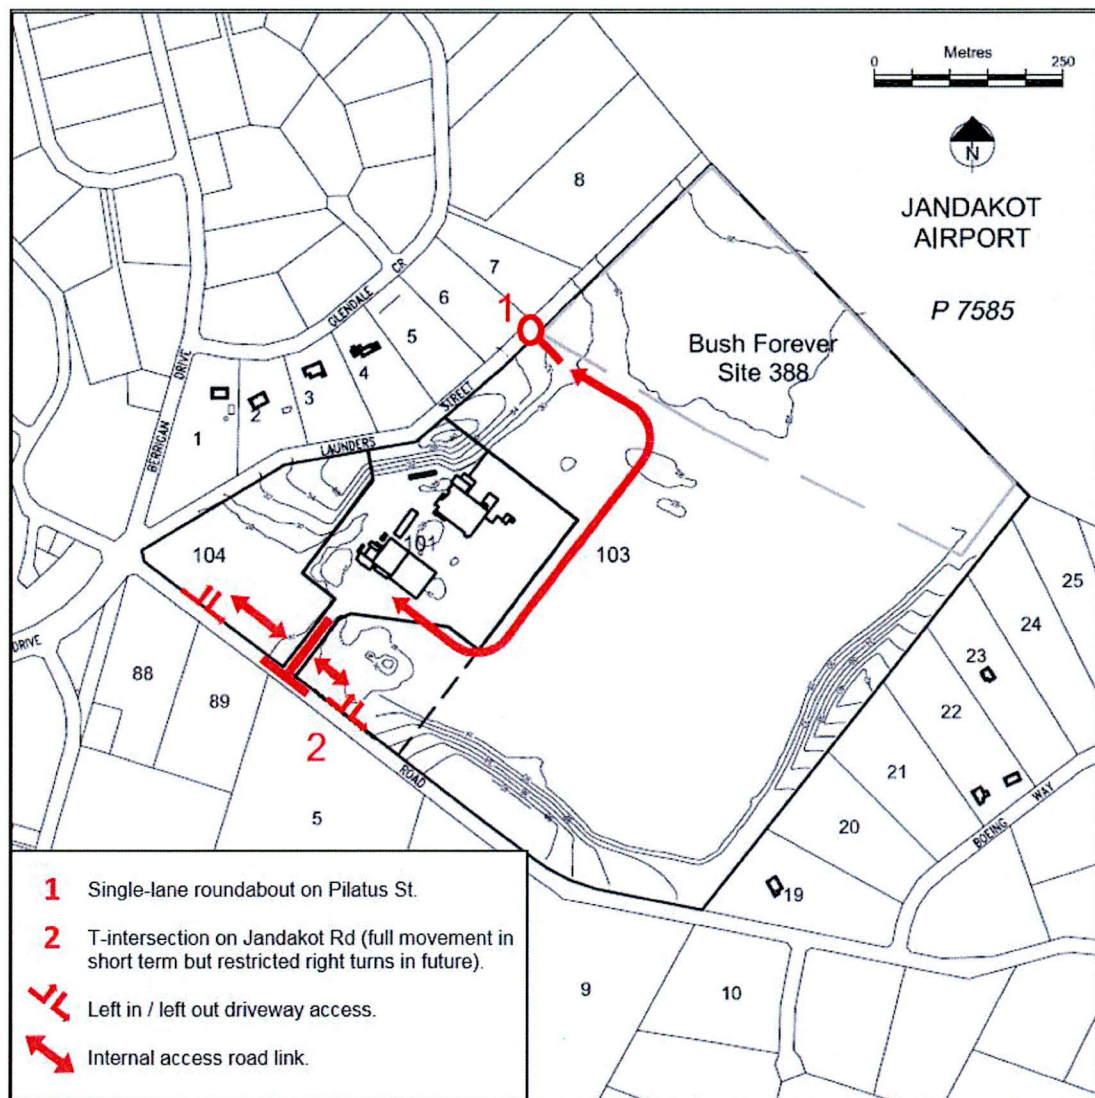 Metres
0
250
N
JANDAKOT
AIRPORT
P 7585
8
7
1
6
GLENDALE
CR
5
4
3
2
1
DRIVE
BERRIGAN
STREET
LAUNDERS
Bush Forever
Site 388
101
103
104
25
24
23
22
21
20
19
DRIVE
88
89
2
ROAD
5
BOEING WAY
9
10
1 Single-lane roundabout on Pilatus St.
2 T-intersection on Jandakot Rd (full movement in
short term but restricted right turns in future).
Left in / left out driveway access.
Internal access road link.